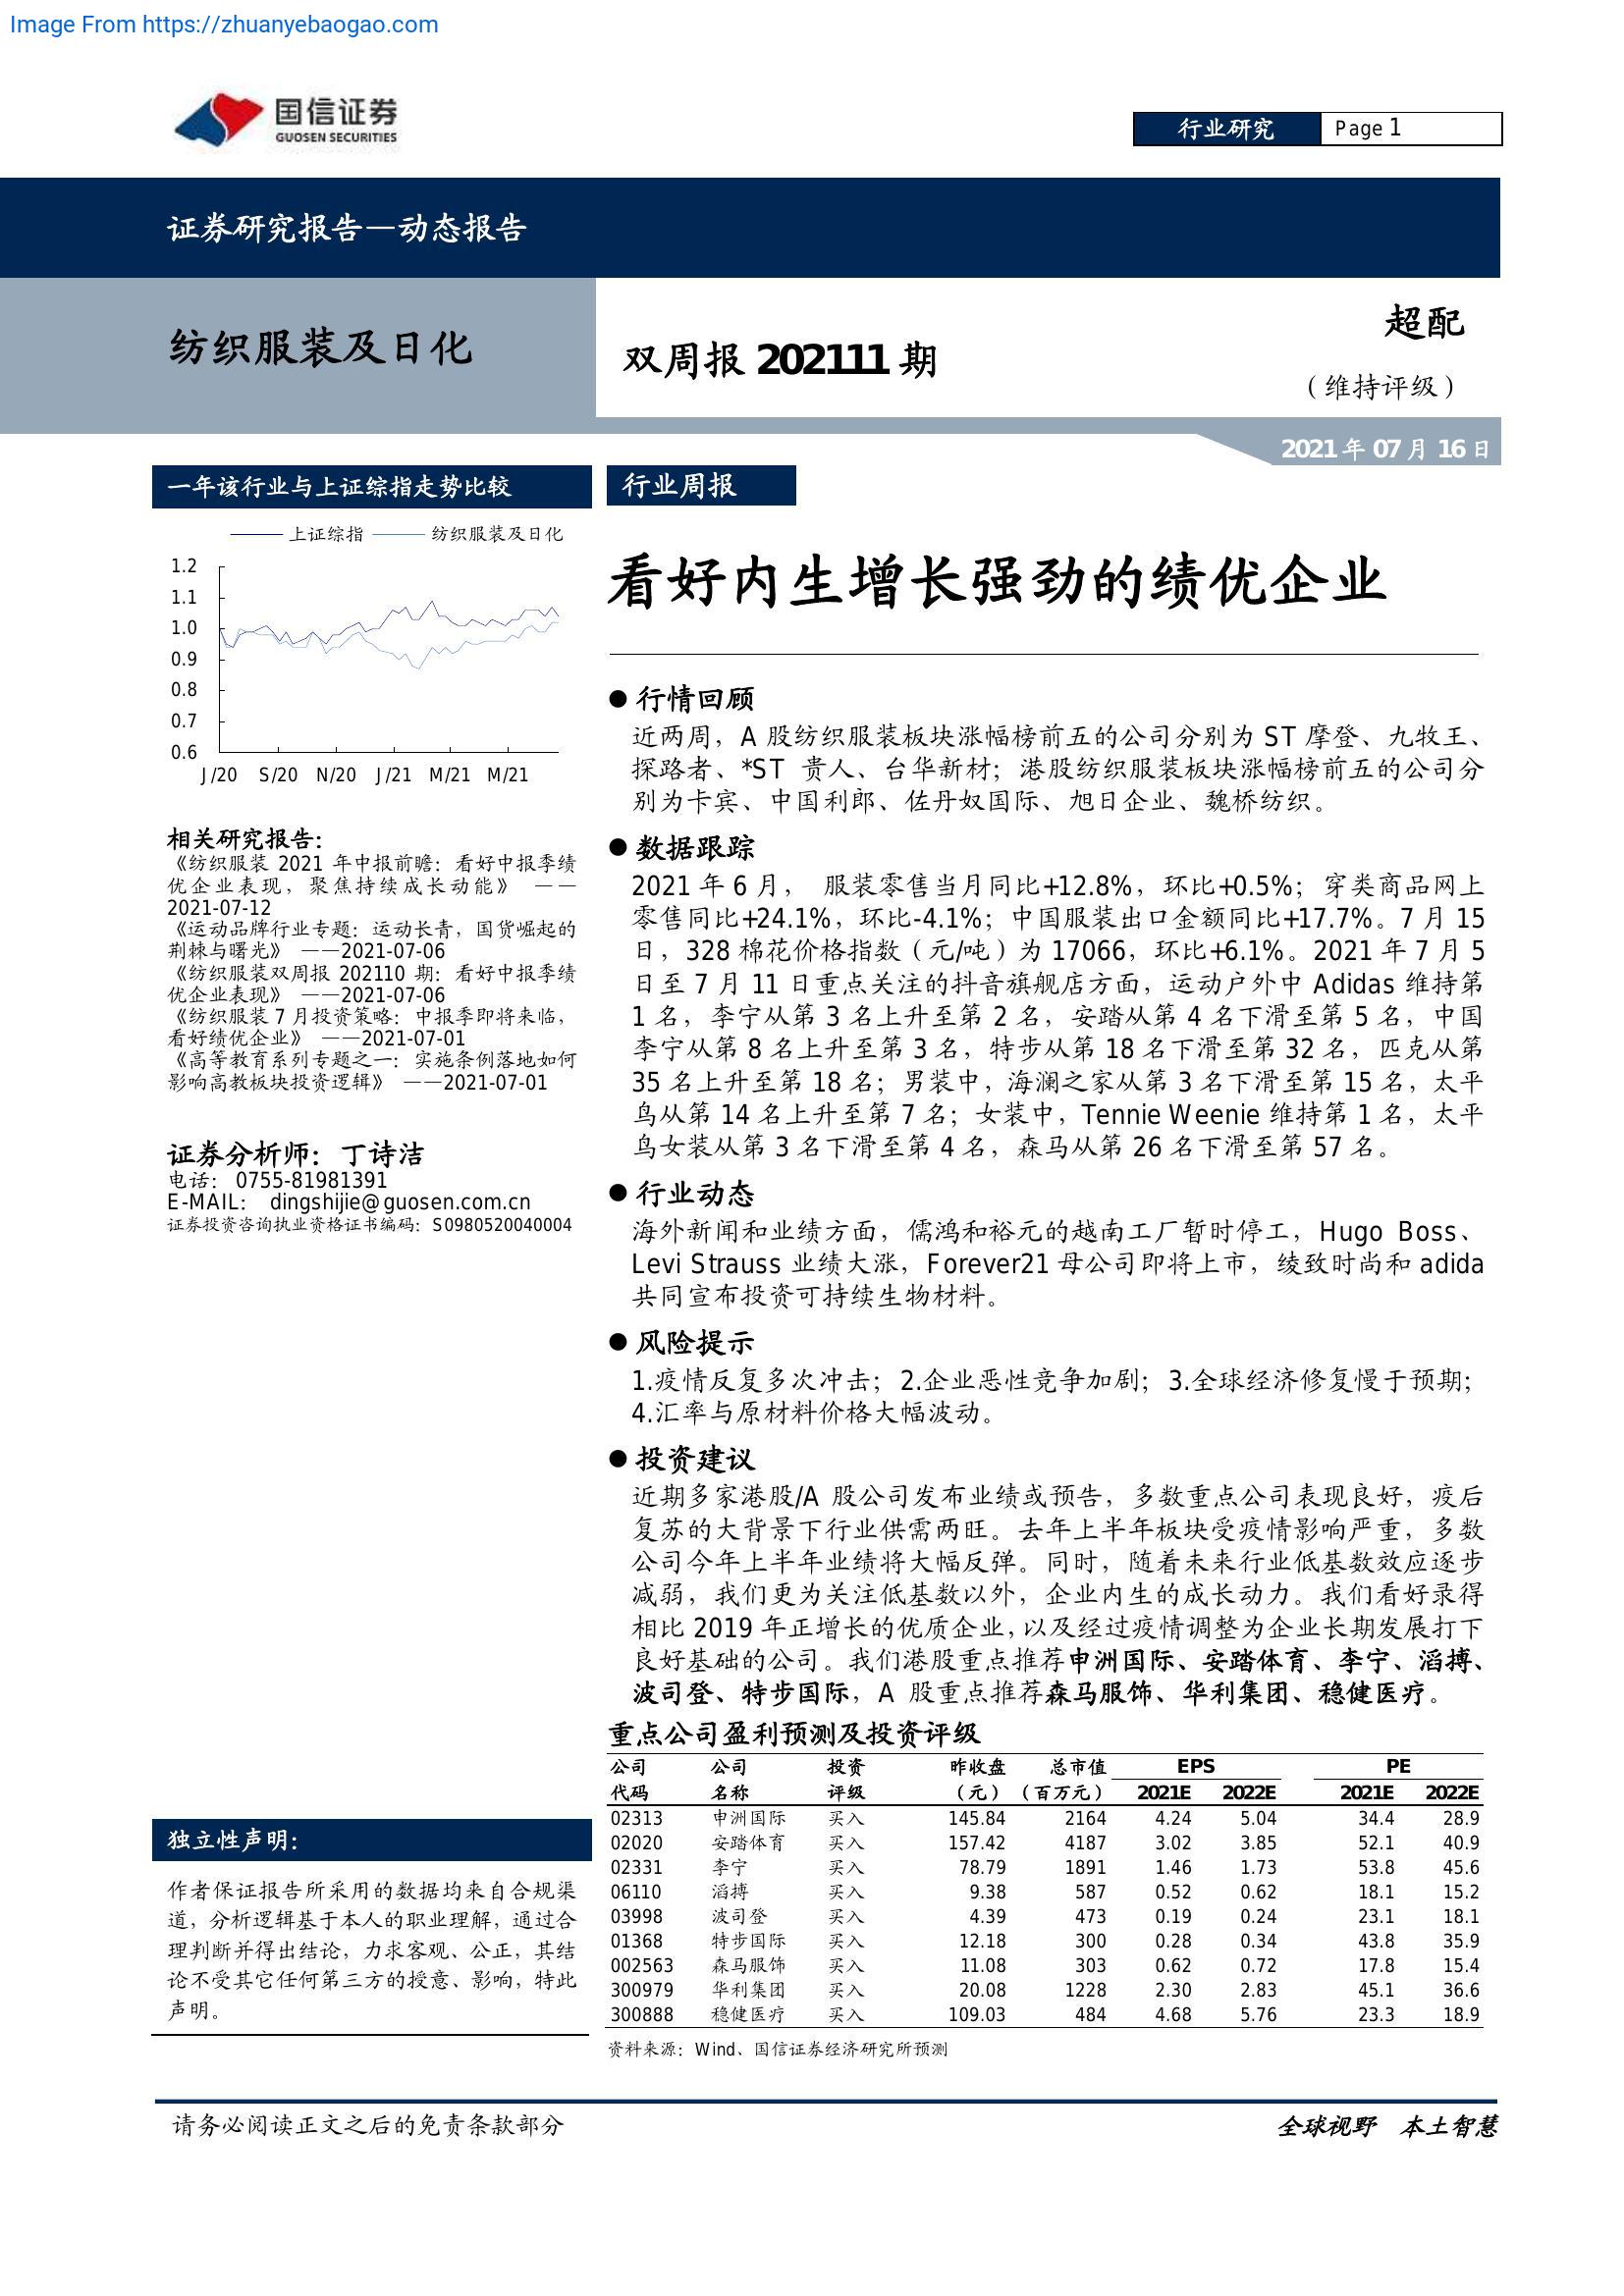 Image From https://zhuanyebaogao.com
国信证券
GUOSEN SECURITIES
行业研究 Page 1
证券研究报告—动态报告
纺织服装及日化
双周报 202111 期
超配
（维持评级）
2021 年 07 月 16 日
一年该行业与上证综指走势比较
上证综指 纺织服装及日化
1.2
1.1
1.0
0.9
0.8
0.7
0.6
J/20 S/20 N/20 J/21 M/21 M/21
相关研究报告：
《纺织服装 2021 年中报前瞻：看好中报季绩
优企业表现，聚焦持续成长动能》 ——
2021-07-12
《运动品牌行业专题：运动长青，国货崛起的
荆棘与曙光》 ——2021-07-06
《纺织服装双周报 202110 期：看好中报季绩
优企业表现》 ——2021-07-06
《纺织服装 7 月投资策略：中报季即将来临，
看好绩优企业》 ——2021-07-01
《高等教育系列专题之一：实施条例落地如何
影响高教板块投资逻辑》 ——2021-07-01
证券分析师：丁诗洁
电话： 0755-81981391
E-MAIL： dingshijie@guosen.com.cn
证券投资咨询执业资格证书编码：S0980520040004
独立性声明：
作者保证报告所采用的数据均来自合规渠
道，分析逻辑基于本人的职业理解，通过合
理判断并得出结论，力求客观、公正，其结
论不受其它任何第三方的授意、影响，特此
声明。
行业周报
看好内生增长强劲的绩优企业
● 行情回顾
近两周，A 股纺织服装板块涨幅榜前五的公司分别为 ST 摩登、九牧王、
探路者、*ST 贵人、台华新材；港股纺织服装板块涨幅榜前五的公司分
别为卡宾、中国利郎、佐丹奴国际、旭日企业、魏桥纺织。
● 数据跟踪
2021 年 6 月， 服装零售当月同比+12.8%，环比+0.5%；穿类商品网上
零售同比+24.1%，环比-4.1%；中国服装出口金额同比+17.7%。7 月 15
日，328 棉花价格指数（元/吨）为 17066，环比+6.1%。2021 年 7 月 5
日至 7 月 11 日重点关注的抖音旗舰店方面，运动户外中 Adidas 维持第
1 名，李宁从第 3 名上升至第 2 名，安踏从第 4 名下滑至第 5 名，中国
李宁从第 8 名上升至第 3 名，特步从第 18 名下滑至第 32 名，匹克从第
35 名上升至第 18 名；男装中，海澜之家从第 3 名下滑至第 15 名，太平
鸟从第 14 名上升至第 7 名；女装中，Tennie Weenie 维持第 1 名，太平
鸟女装从第 3 名下滑至第 4 名，森马从第 26 名下滑至第 57 名。
● 行业动态
海外新闻和业绩方面，儒鸿和裕元的越南工厂暂时停工，Hugo Boss、
Levi Strauss 业绩大涨，Forever21 母公司即将上市，绫致时尚和 adida
共同宣布投资可持续生物材料。
● 风险提示
1.疫情反复多次冲击；2.企业恶性竞争加剧；3.全球经济修复慢于预期；
4.汇率与原材料价格大幅波动。
● 投资建议
近期多家港股/A 股公司发布业绩或预告，多数重点公司表现良好，疫后
复苏的大背景下行业供需两旺。去年上半年板块受疫情影响严重，多数
公司今年上半年业绩将大幅反弹。同时，随着未来行业低基数效应逐步
减弱，我们更为关注低基数以外，企业内生的成长动力。我们看好录得
相比 2019 年正增长的优质企业，以及经过疫情调整为企业长期发展打下
良好基础的公司。我们港股重点推荐申洲国际、安踏体育、李宁、滔搏、
波司登、特步国际，A 股重点推荐森马服饰、华利集团、稳健医疗。
重点公司盈利预测及投资评级
公司 公司 投资 昨收盘 总市值 EPS PE
代码 名称 评级 （元） （百万元） 2021E 2022E 2021E 2022E
02313 申洲国际 买入 145.84 2164 4.24 5.04 34.4 28.9
02020 安踏体育 买入 157.42 4187 3.02 3.85 52.1 40.9
02331 李宁 买入 78.79 1891 1.46 1.73 53.8 45.6
06110 滔搏 买入 9.38 587 0.52 0.62 18.1 15.2
03998 波司登 买入 4.39 473 0.19 0.24 23.1 18.1
01368 特步国际 买入 12.18 300 0.28 0.34 43.8 35.9
002563 森马服饰 买入 11.08 303 0.62 0.72 17.8 15.4
300979 华利集团 买入 20.08 1228 2.30 2.83 45.1 36.6
300888 稳健医疗 买入 109.03 484 4.68 5.76 23.3 18.9
资料来源：Wind、国信证券经济研究所预测
请务必阅读正文之后的免责条款部分
全球视野 本土智慧